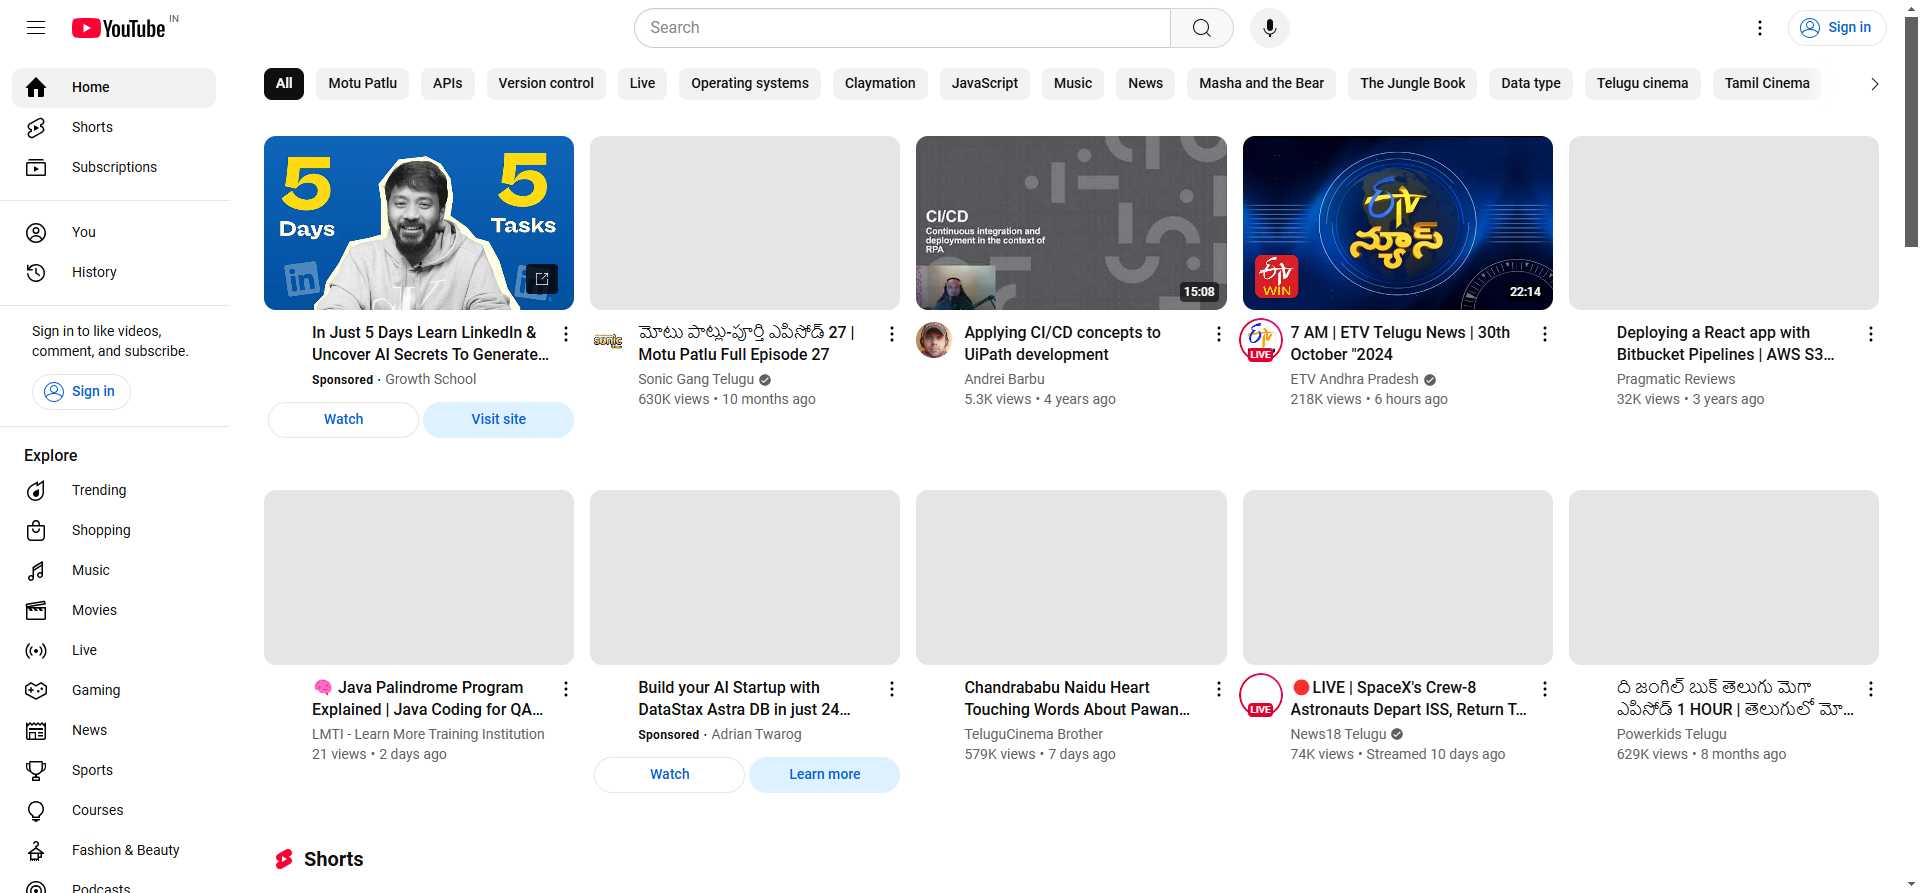 YouTube IN
Search
Sign in
Home
Shorts
Subscriptions
You
History
Sign in to like videos,
comment, and subscribe.
Sign in
Explore
Trending
Shopping
Music
Movies
Live
Gaming
News
Sports
Courses
Fashion & Beauty
Podcasts
All
Motu Patlu
APIs
Version control
Live
Operating systems
Claymation
JavaScript
Music
News
Masha and the Bear
The Jungle Book
Data type
Telugu cinema
Tamil Cinema
5
Days
5
Tasks
in
In Just 5 Days Learn LinkedIn &
Uncover AI Secrets To Generate...
Sponsored · Growth School
Watch
Visit site
sonic
మోటు పాట్లు-పూర్తి ఎపిసోడ్ 27 |
Motu Patlu Full Episode 27
Sonic Gang Telugu
630K views • 10 months ago
CI/CD
Continuous integration and
deployment in the context of
RPA
15:08
Applying CI/CD concepts to
UiPath development
Andrei Barbu
5.3K views • 4 years ago
ఈtv
న్యూస్
ఈtv
WIN
22:14
ఈtv
LIVE
7 AM | ETV Telugu News | 30th
October "2024
ETV Andhra Pradesh
218K views • 6 hours ago
Deploying a React app with
Bitbucket Pipelines | AWS S3...
Pragmatic Reviews
32K views • 3 years ago
🧠 Java Palindrome Program
Explained | Java Coding for QA...
LMTI - Learn More Training Institution
21 views • 2 days ago
Build your AI Startup with
DataStax Astra DB in just 24...
Sponsored · Adrian Twarog
Watch
Learn more
Chandrababu Naidu Heart
Touching Words About Pawan...
TeluguCinema Brother
579K views • 7 days ago
LIVE
🔴LIVE | SpaceX's Crew-8
Astronauts Depart ISS, Return T...
News18 Telugu
74K views • Streamed 10 days ago
ది జంగిల్ బుక్ తెలుగు మెగా
ఎపిసోడ్ 1 HOUR | తెలుగులో మో...
Powerkids Telugu
629K views • 8 months ago
Shorts